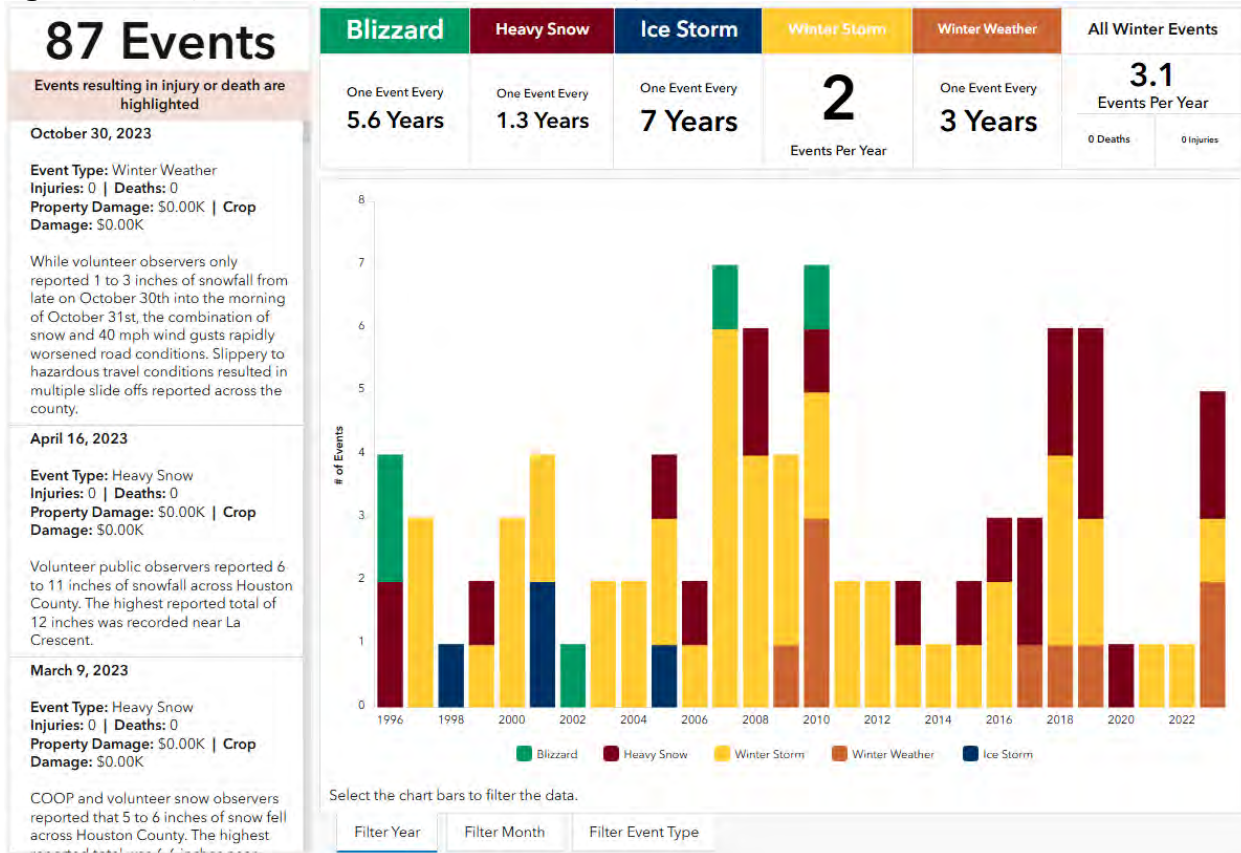 87 Events
Events resulting in injury or death are
highlighted
October 30, 2023
Event Type: Winter Weather
Injuries: 0 | Deaths: 0
Property Damage: $0.00K | Crop
Damage: $0.00K
While volunteer observers only
reported 1 to 3 inches of snowfall from
late on October 30th into the morning
of October 31st, the combination of
snow and 40 mph wind gusts rapidly
worsened road conditions. Slippery to
hazardous travel conditions resulted in
multiple slide offs reported across the
county.
April 16, 2023
Event Type: Heavy Snow
Injuries: 0 | Deaths: 0
Property Damage: $0.00K | Crop
Damage: $0.00K
Volunteer public observers reported 6
to 11 inches of snowfall across Houston
County. The highest reported total of
12 inches was recorded near La
Crescent.
March 9, 2023
Event Type: Heavy Snow
Injuries: 0 | Deaths: 0
Property Damage: $0.00K | Crop
Damage: $0.00K
COOP and volunteer snow observers
reported that 5 to 6 inches of snow fell
across Houston County. The highest
Blizzard
One Event Every
5.6 Years
Heavy Snow
One Event Every
1.3 Years
Ice Storm
One Event Every
7 Years
Winter Storm
2
Events Per Year
Winter Weather
One Event Every
3 Years
All Winter Events
3.1
Events Per Year
0 Deaths
0 Injuries
# of Events
8
7
6
5
4
3
2
1
0
1996 1998 2000 2002 2004 2006 2008 2010 2012 2014 2016 2018 2020 2022
Blizzard Heavy Snow Winter Storm Winter Weather Ice Storm
Select the chart bars to filter the data.
Filter Year Filter Month Filter Event Type